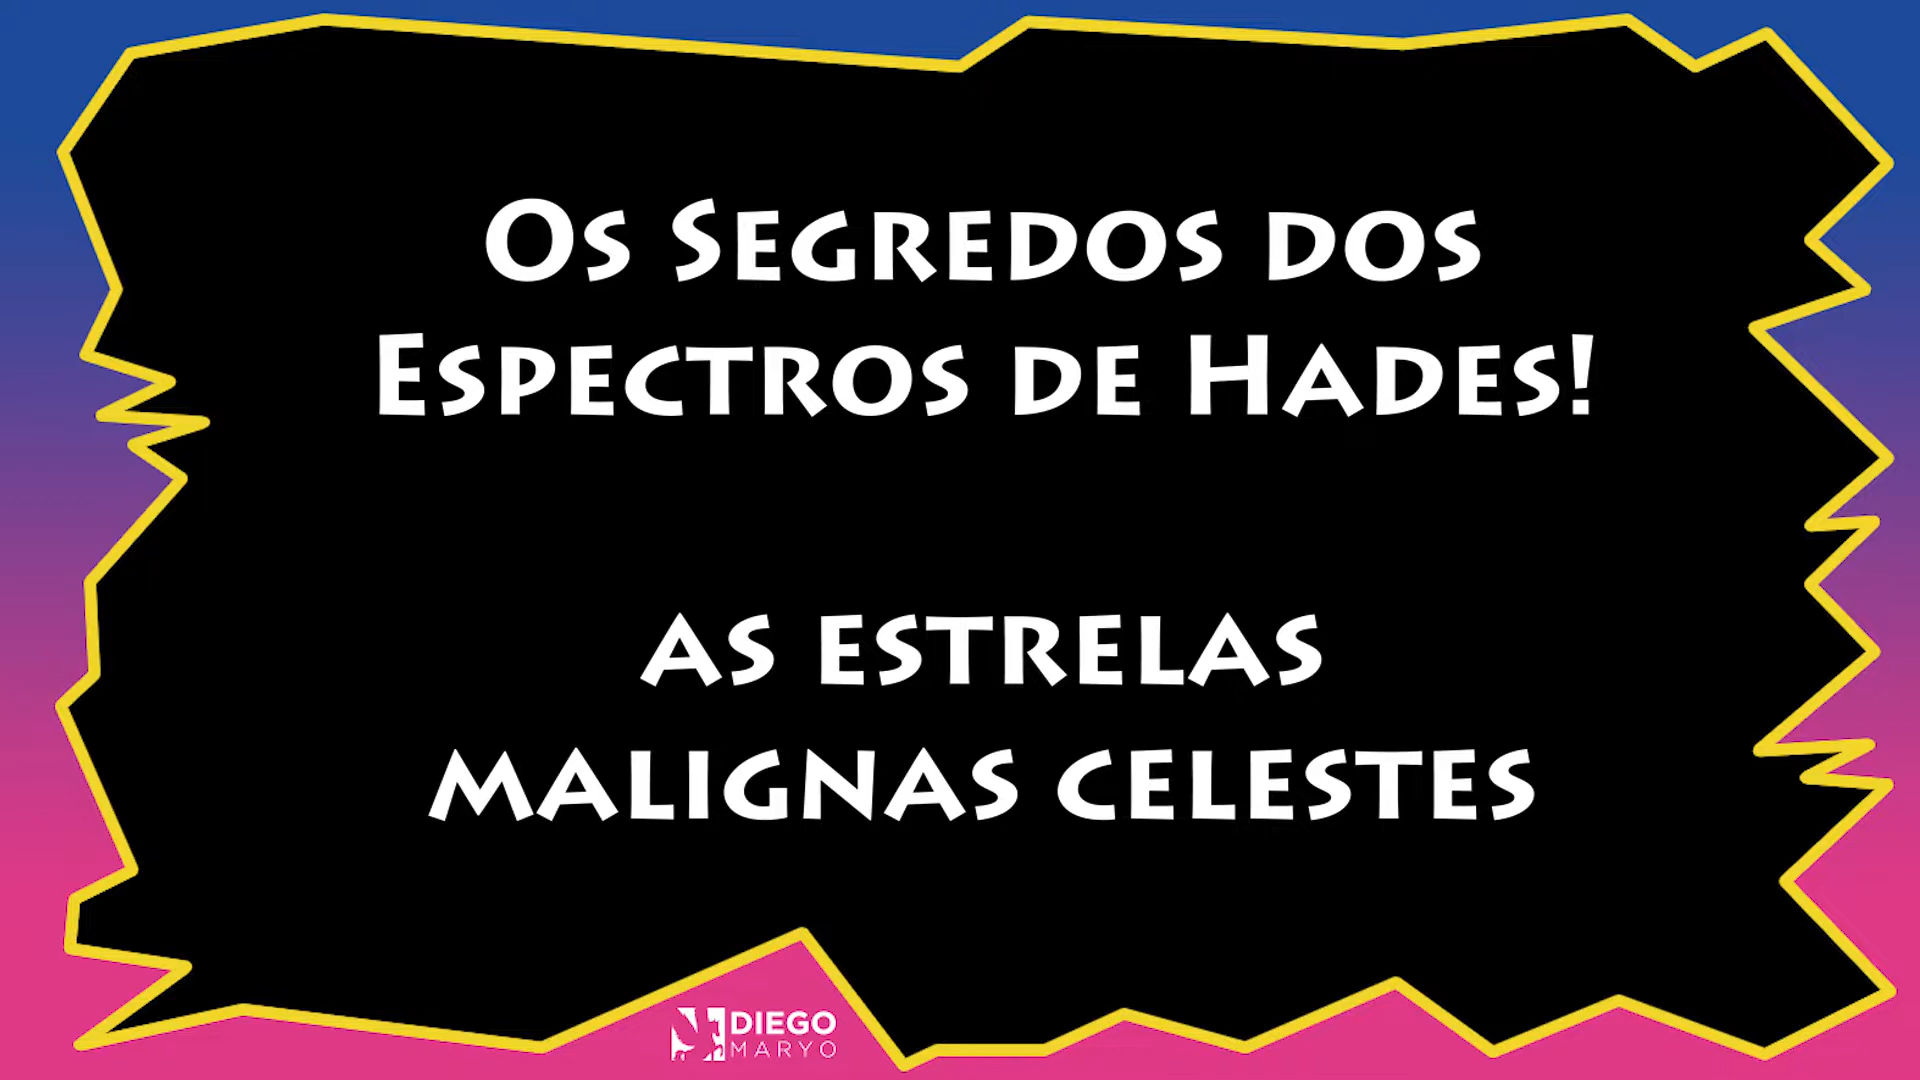 Os Segredos dos
Espectros de Hades!
as estrelas
malignas celestes
DIEGO
MARYO